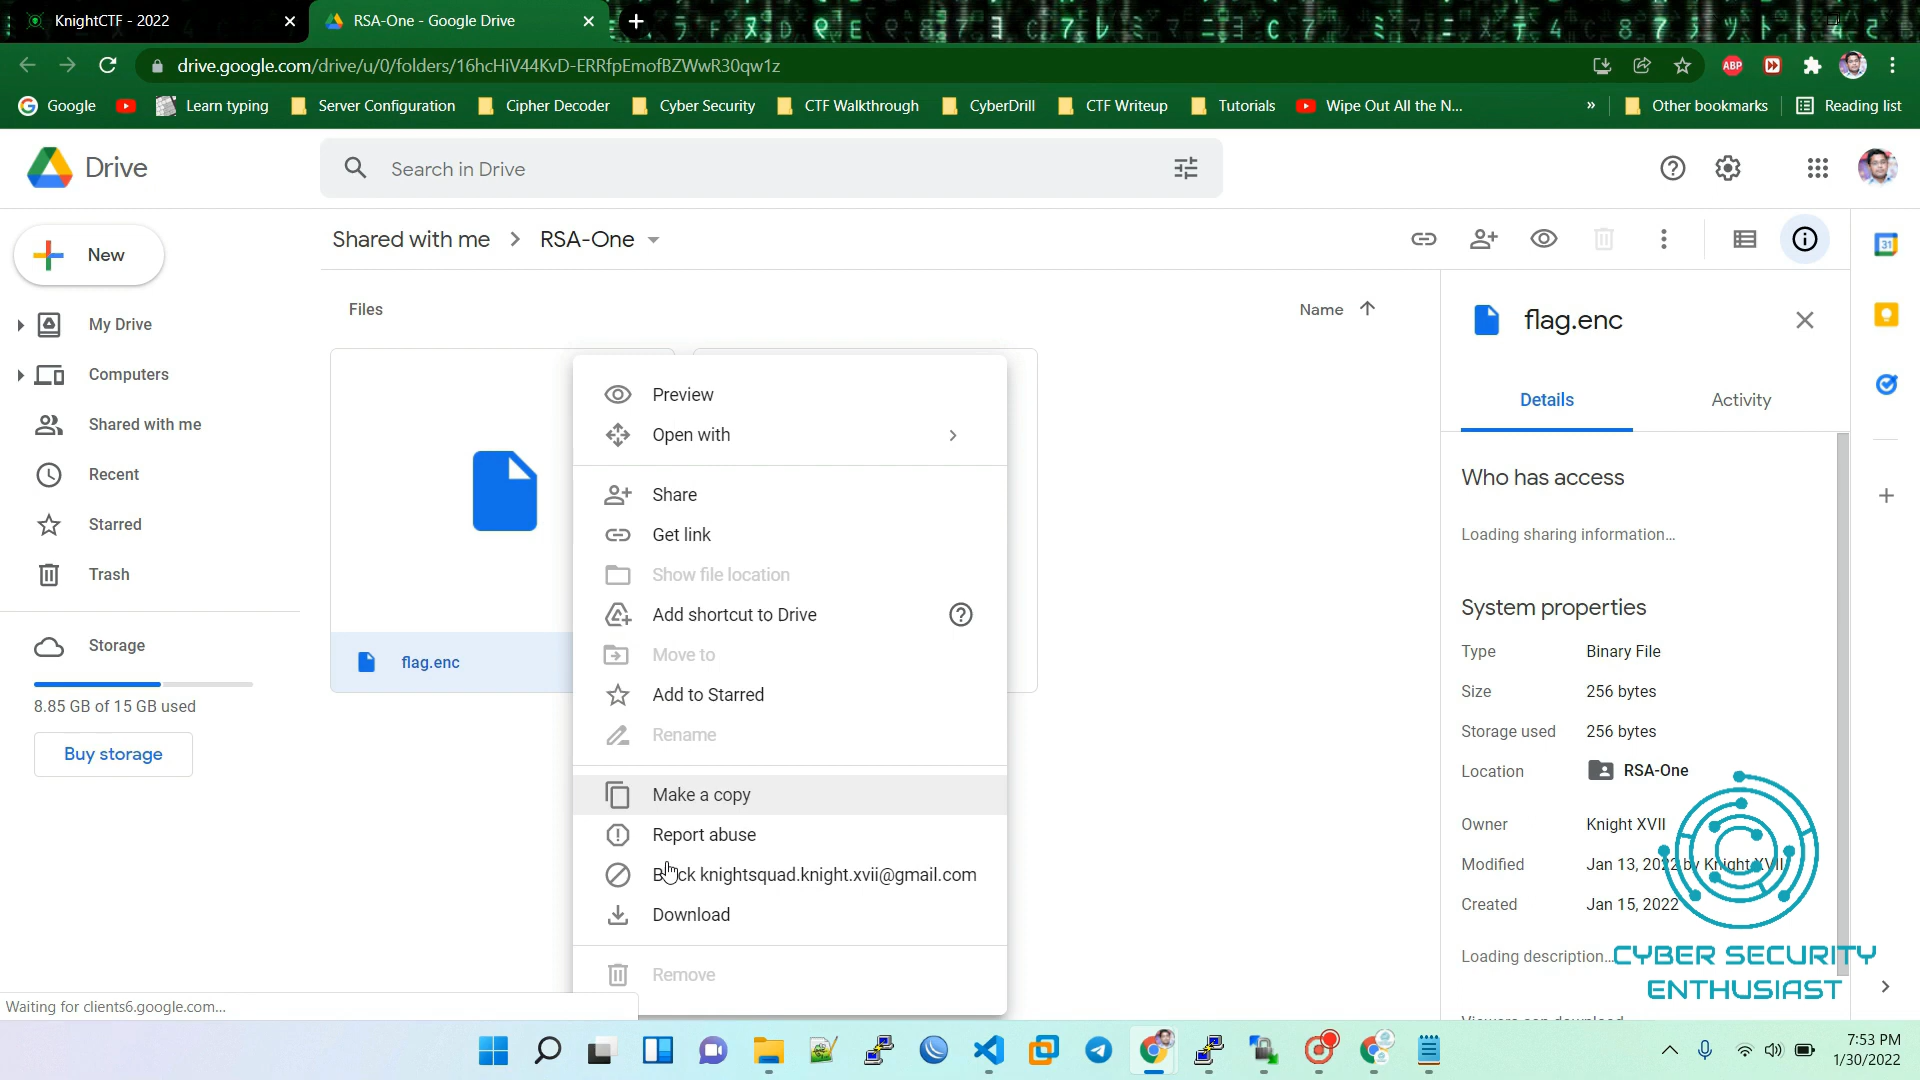 KnightCTF - 2022
RSA-One - Google Drive
drive.google.com/drive/u/0/folders/16hcHiV44KvD-ERRfpEmofBZWwR30qw1z
ABP
Google
Learn typing
Server Configuration
Cipher Decoder
Cyber Security
CTF Walkthrough
CyberDrill
CTF Writeup
Tutorials
Wipe Out All the N...
»
Other bookmarks
Reading list
Drive
Search in Drive
New
Shared with me > RSA-One
31
My Drive
Computers
Shared with me
Recent
Starred
Trash
Storage
8.85 GB of 15 GB used
Buy storage
Files
Name
flag.enc
Preview
Open with
Share
Get link
Show file location
Add shortcut to Drive
Move to
Add to Starred
Rename
Make a copy
Report abuse
Block knightsquad.knight.xvii@gmail.com
Download
Remove
flag.enc
Details
Activity
Who has access
Loading sharing information...
System properties
Type Binary File
Size 256 bytes
Storage used 256 bytes
Location RSA-One
Owner Knight XVII
Modified Jan 13, 2022 by Knight XVII
Created Jan 15, 2022
Loading description...
CYBER SECURITY
ENTHUSIAST
Waiting for clients6.google.com...
7:53 PM
1/30/2022